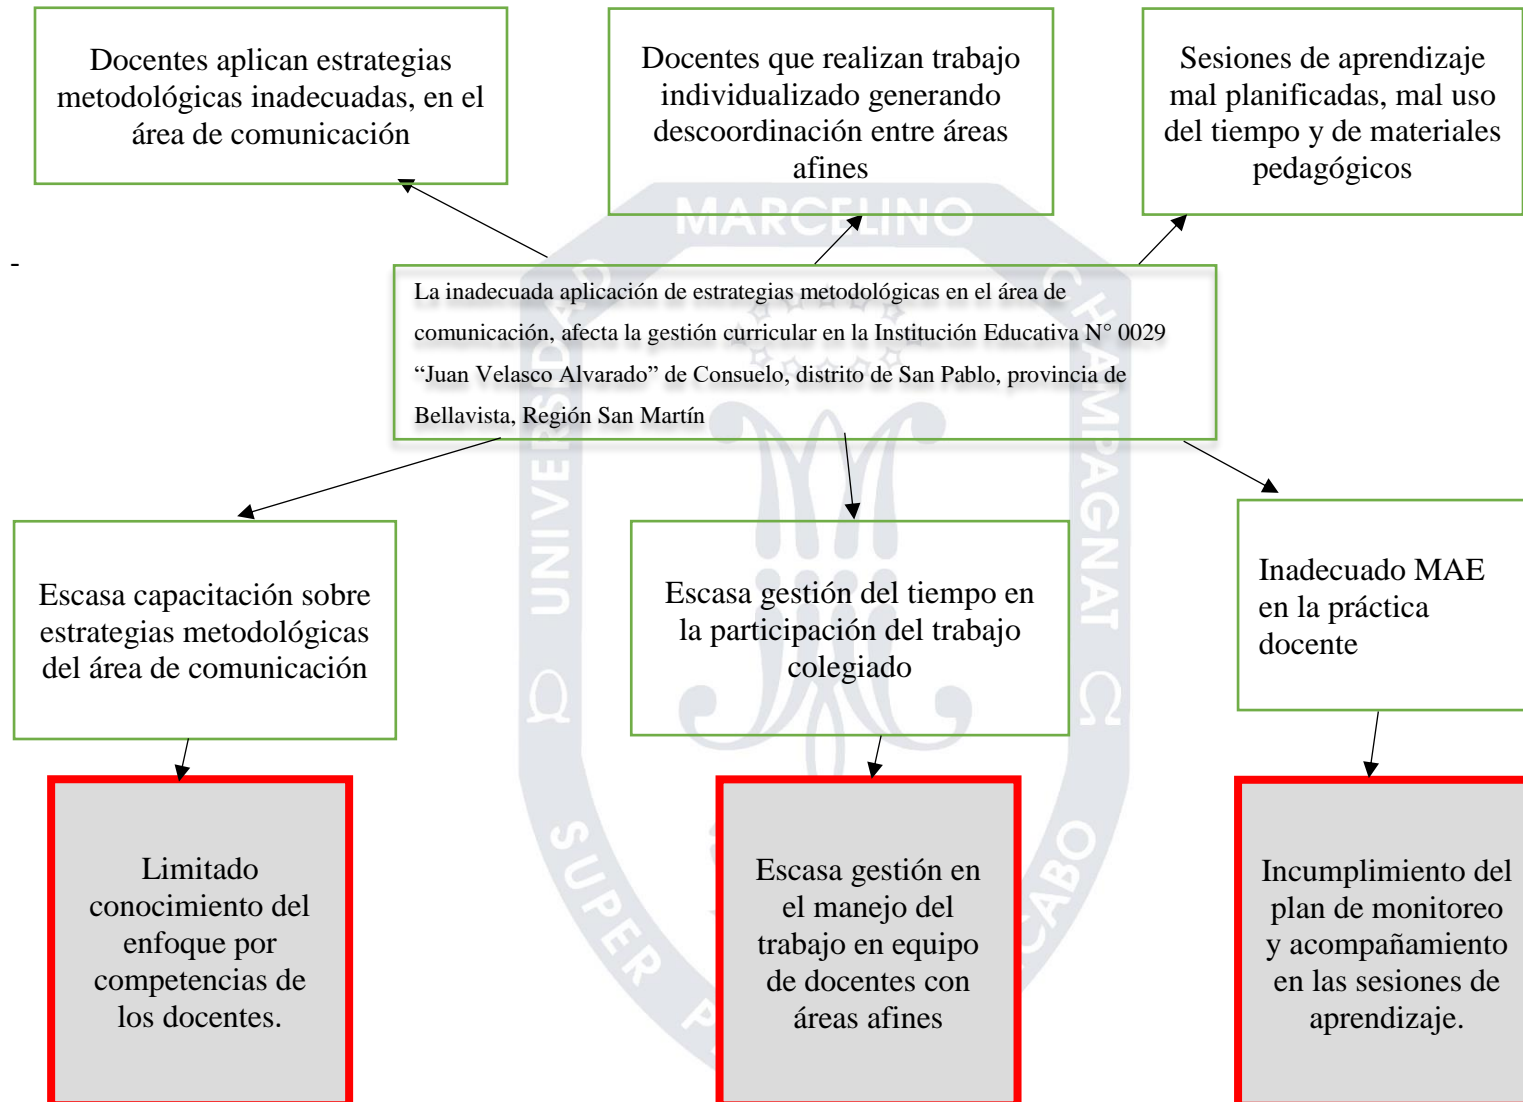 Docentes aplican estrategias
metodológicas inadecuadas, en el
área de comunicación
Docentes que realizan trabajo
individualizado generando
descoordinación entre áreas
afines
Sesiones de aprendizaje
mal planificadas, mal uso
del tiempo y de materiales
pedagógicos
-
La inadecuada aplicación de estrategias metodológicas en el área de
comunicación, afecta la gestión curricular en la Institución Educativa N° 0029
“Juan Velasco Alvarado” de Consuelo, distrito de San Pablo, provincia de
Bellavista, Región San Martín
Escasa capacitación sobre
estrategias metodológicas
del área de comunicación
Escasa gestión del tiempo en
la participación del trabajo
colegiado
Inadecuado MAE
en la práctica
docente
Limitado
conocimiento del
enfoque por
competencias de
los docentes.
Escasa gestión en
el manejo del
trabajo en equipo
de docentes con
áreas afines
Incumplimiento del
plan de monitoreo
y acompañamiento
en las sesiones de
aprendizaje.
UNIVERSIDAD
MARCELINO
CHAMPAGNAT
SUPER